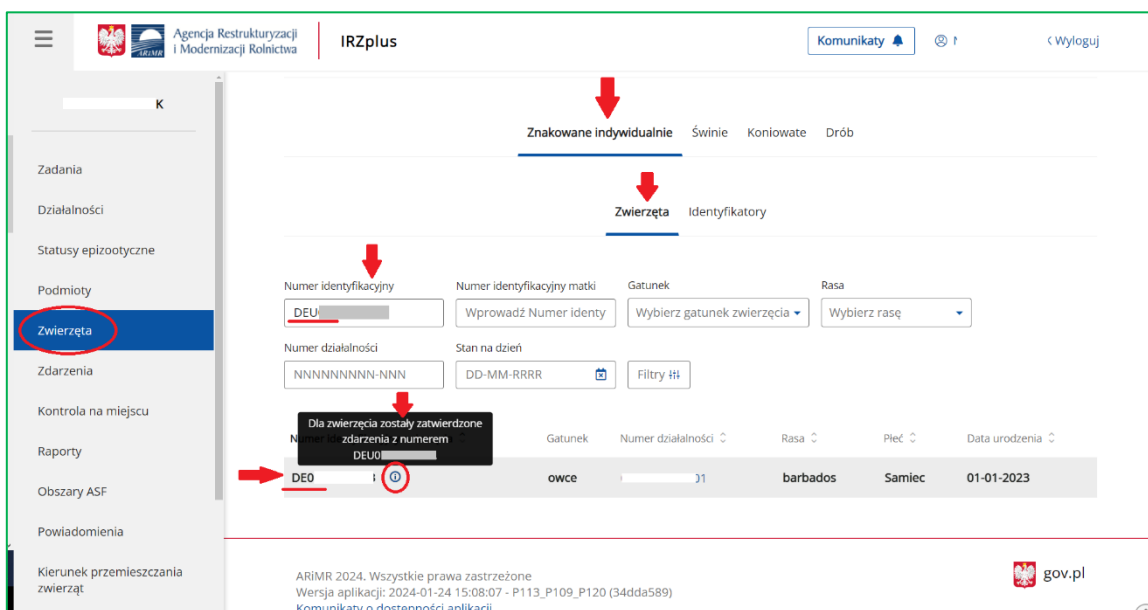 Agencja Restrukturyzacji
i Modernizacji Rolnictwa
ARiMR
IRZplus
Komunikaty
Wyloguj
K
Zadania
Działalności
Statusy epizootyczne
Podmioty
Zwierzęta
Zdarzenia
Kontrola na miejscu
Raporty
Obszary ASF
Powiadomienia
Kierunek przemieszczania
zwierząt
Znakowane indywidualnie Świnie Koniowate Drób
Zwierzęta Identyfikatory
Numer identyfikacyjny Numer identyfikacyjny matki Gatunek Rasa
DEU Wprowadź Numer identy Wybierz gatunek zwierzęcia Wybierz rasę
Numer działalności Stan na dzień
NNNNNNNNN-NNN DD-MM-RRRR Filtry
Dla zwierzęcia zostały zatwierdzone
zdarzenia z numerem
DEU0
Gatunek Numer działalności Rasa Płeć Data urodzenia
DE0 owce 01 barbados Samiec 01-01-2023
ARiMR 2024. Wszystkie prawa zastrzeżone
Wersja aplikacji: 2024-01-24 15:08:07 - P113_P109_P120 (34dda589)
Komunikaty o dostępności aplikacji
gov.pl